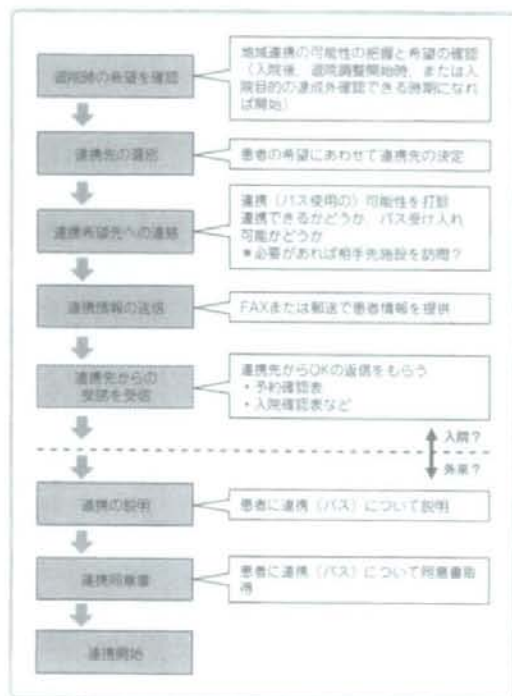 退院時の希望を確認
地域連携の可能性の把握と希望の確認
（入院後、退院調整開始時、または入
院目的の達成外確認できる時期になれ
ば開始）
連携先の選定
患者の希望にあわせて連携先の決定
連携希望先への連絡
連携（パス使用の）可能性を打診
連携できるかどうか、パス受け入れ
可能かどうか
＊必要があれば相手先施設を訪問？
連携情報の送信
FAXまたは郵送で患者情報を提供
連携先からの
受諾を受信
連携先からOKの返信をもらう
・予約確認表
・入院確認表など
入院？
外来？
連携の説明
患者に連携（パス）について説明
連携同意書
患者に連携（パス）について同意書取
得
連携開始